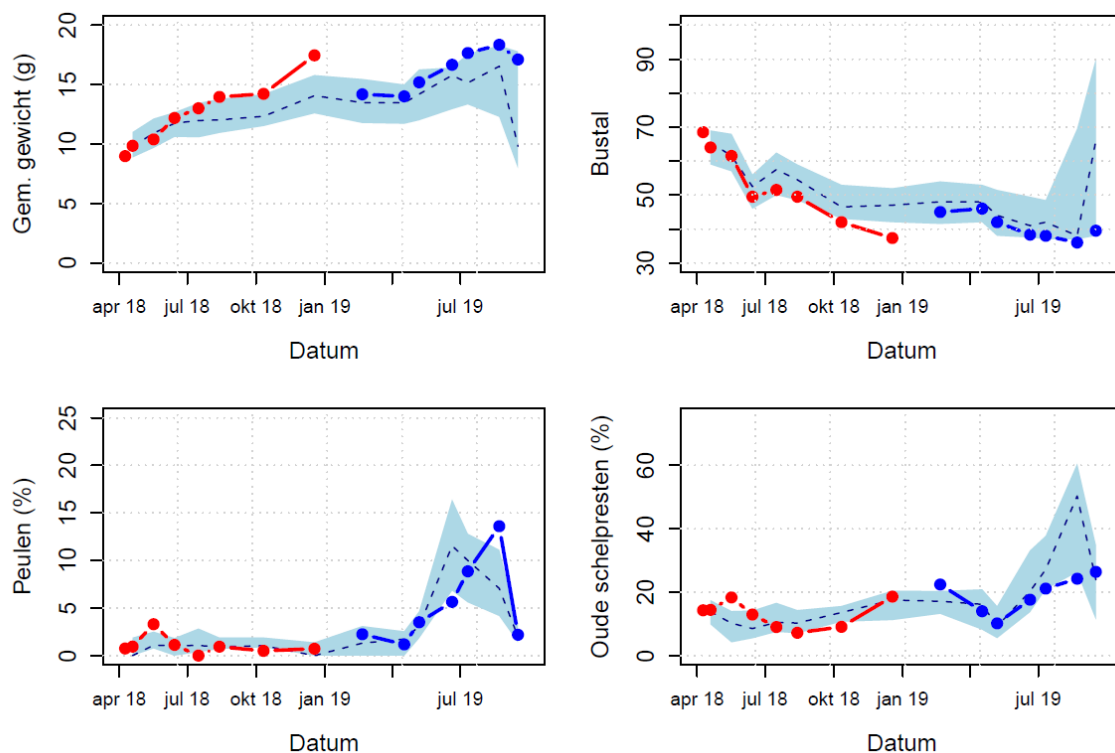 Gem. gewicht (g)
20
15
10
5
0
apr 18 jul 18 okt 18 jan 19 jul 19
Datum
Bustal
90
70
50
30
apr 18 jul 18 okt 18 jan 19 jul 19
Datum
Peulen (%)
25
20
15
10
5
0
apr 18 jul 18 okt 18 jan 19 jul 19
Datum
Oude schelpresten (%)
60
40
20
0
apr 18 jul 18 okt 18 jan 19 jul 19
Datum